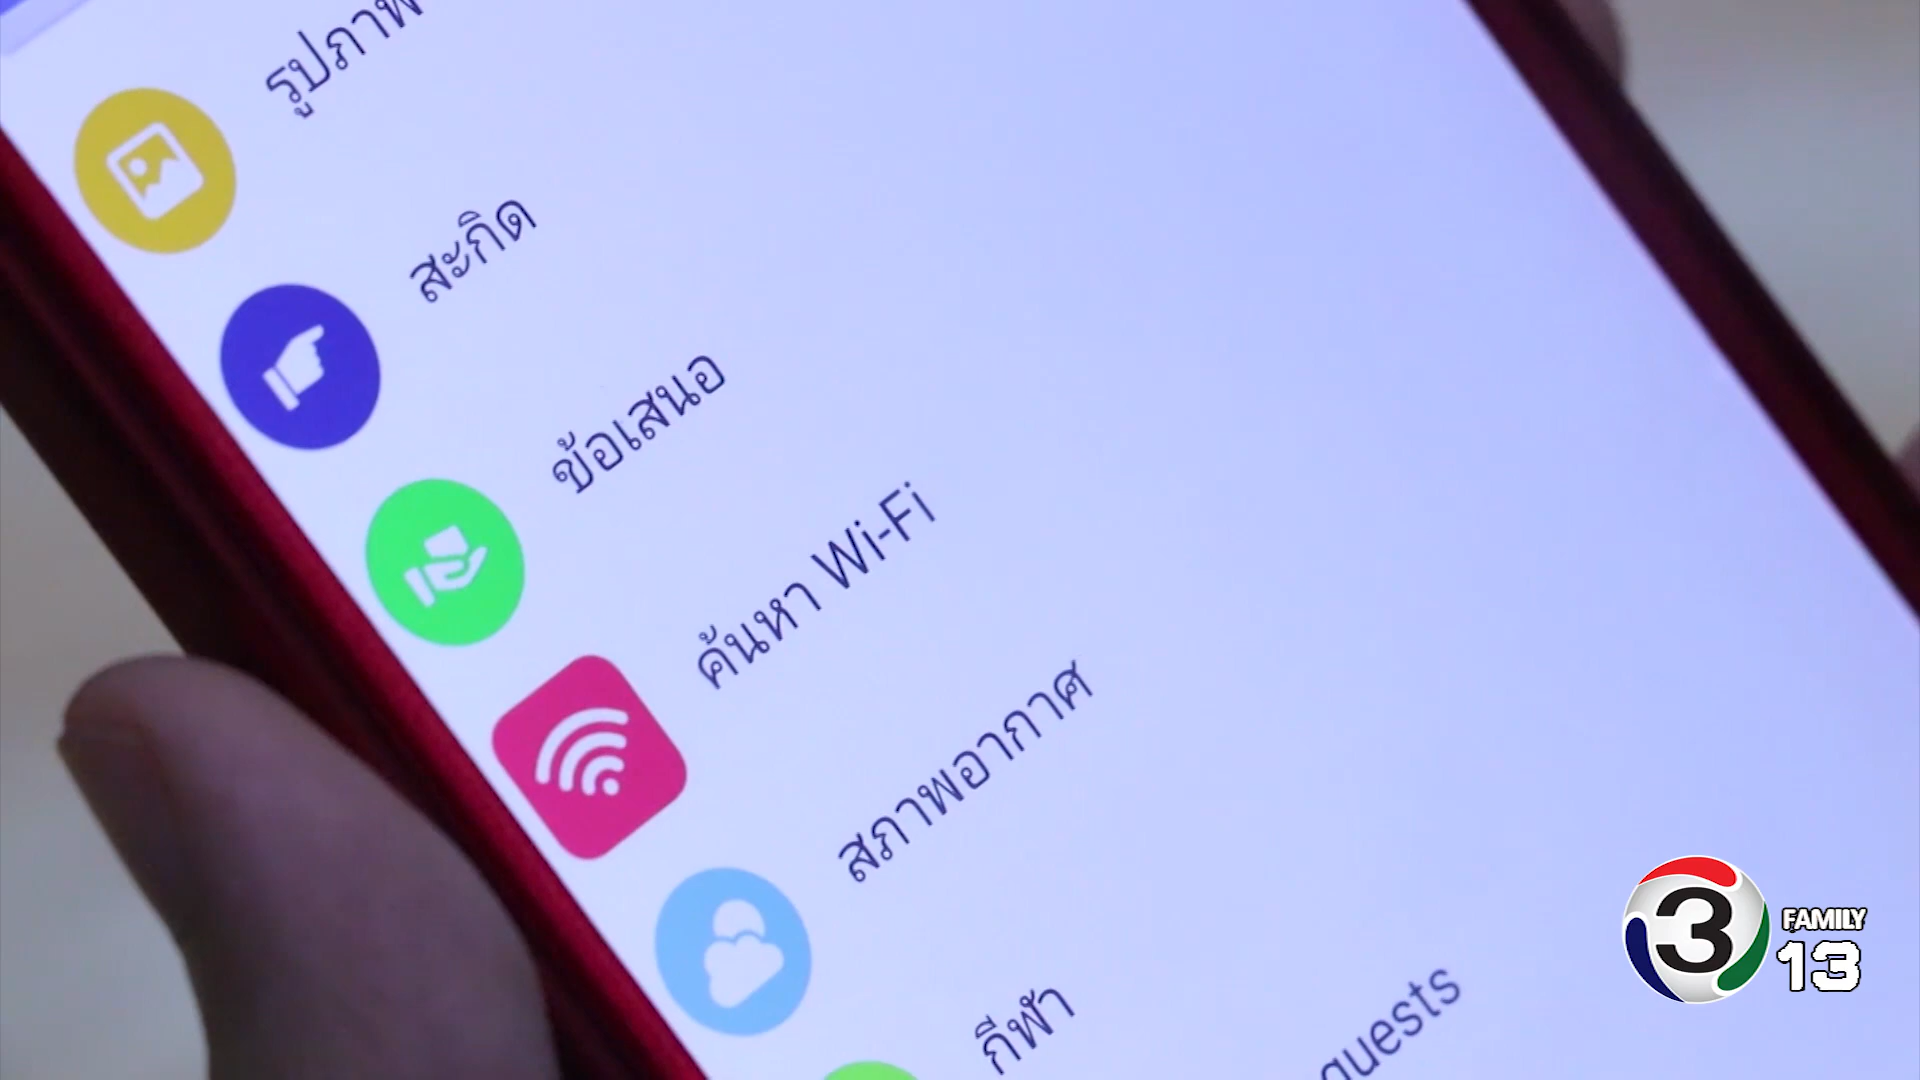 รูปภาพ
สะกิด
ข้อเสนอ
ค้นหา Wi-Fi
สภาพอากาศ
กีฬา
quests
3
FAMILY
13